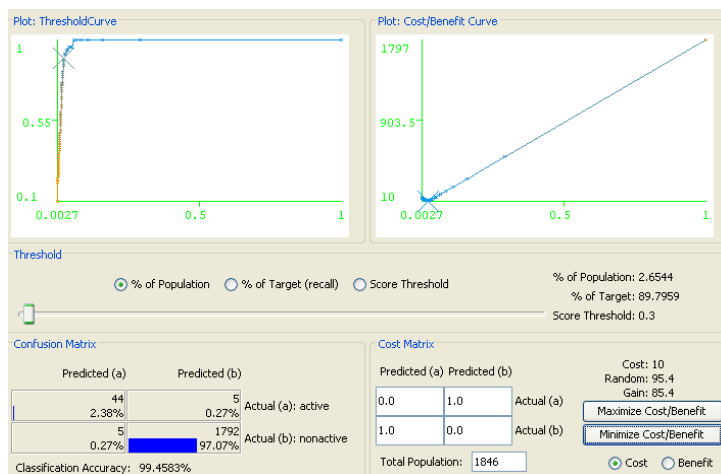 Plot: ThresholdCurve
1
0.55
0.1
0.0027
0.5
1
Plot: Cost/Benefit Curve
1797
903.5
10
0.0027
0.5
1
Threshold
% of Population
% of Target (recall)
Score Threshold
% of Population: 2.6544
% of Target: 89.7959
Score Threshold: 0.3
Confusion Matrix
Predicted (a) Predicted (b)
44 5
2.38% 0.27% Actual (a): active
5 1792
0.27% 97.07% Actual (b): nonactive
Classification Accuracy: 99.4583%
Cost Matrix
Predicted (a) Predicted (b)
0.0 1.0 Actual (a)
1.0 0.0 Actual (b)
Total Population: 1846
Cost: 10
Random: 95.4
Gain: 85.4
Maximize Cost/Benefit
Minimize Cost/Benefit
Cost Benefit